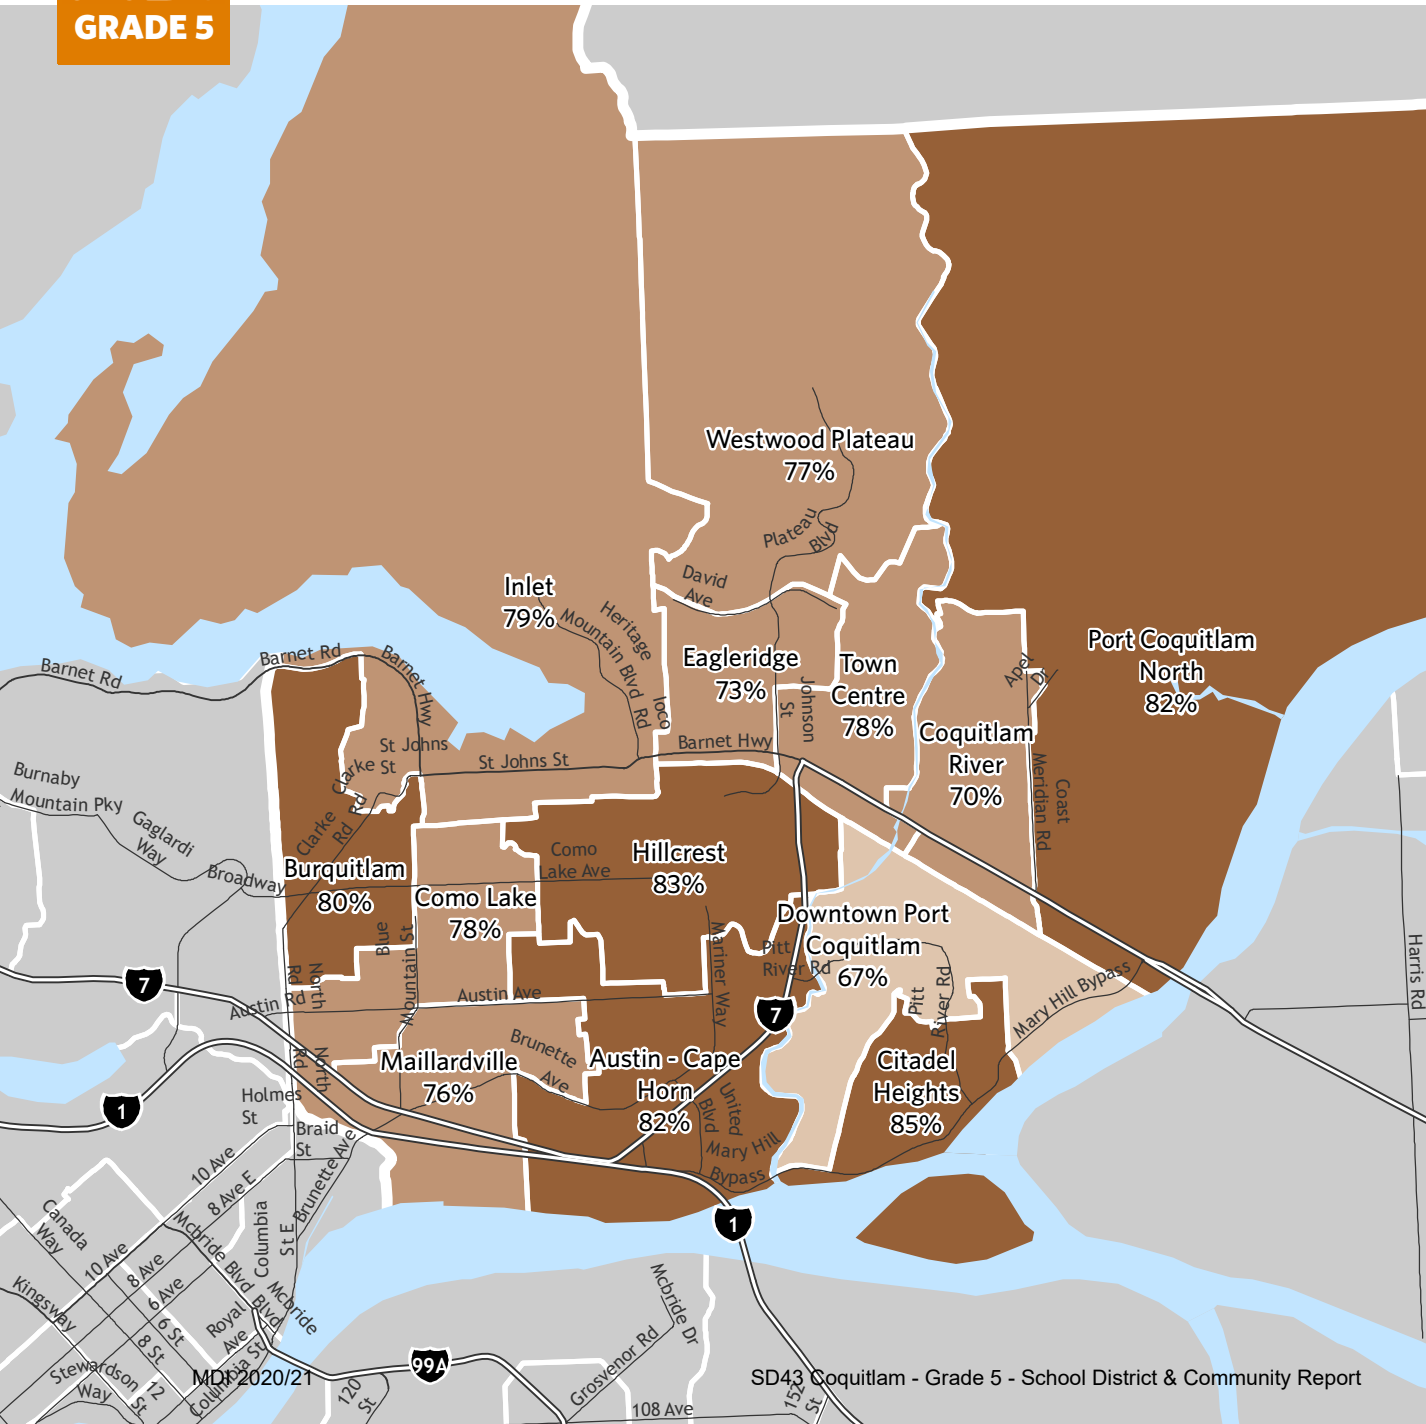 GRADE 5
Westwood Plateau
77%
Plateau
Blvd
David
Ave
Inlet
79%
Heritage
Mountain Blvd
Rd
Ioco
Eagleridge
73%
Town
Centre
78%
Johnson
St
Port Coquitlam
North
82%
Apel
Dr
Coquitlam
River
70%
Coast
Meridian Rd
Barnet Rd
Barnet Rd
Barnet Hwy
Barnet Hwy
St Johns
St
St Johns St
Clarke
Rd
Clarke
Rd
Burnaby
Mountain Pky
Gaglardi
Way
Broadway
Burquitlam
80%
Como Lake
78%
Como
Lake Ave
Hillcrest
83%
Downtown Port
Coquitlam
67%
Pitt
River Rd
Pitt
River Rd
Mary Hill Bypass
Harris Rd
Blue
Mountain St
Mariner Way
North
Rd
Austin Rd
Austin Ave
7
7
Maillardville
76%
Brunette
Ave
Austin - Cape
Horn
82%
United
Blvd
Citadel
Heights
85%
Mary Hill
Bypass
North
Rd
1
1
Holmes
St
Braid
St
10 Ave
8 Ave E
Brunette Ave
Columbia
St E
Canada
Way
Mcbride Blvd
Mcbride
Blvd
10 Ave
8 Ave
6 Ave
6 St
8 St
Royal
Ave
Kingsway
Stewardson
Way
12
St
Columbia St
99A
120
St
Grosvenor Rd
Mcbride Dr
108 Ave
152
St
MDI 2020/21
SD43 Coquitlam - Grade 5 - School District & Community Report